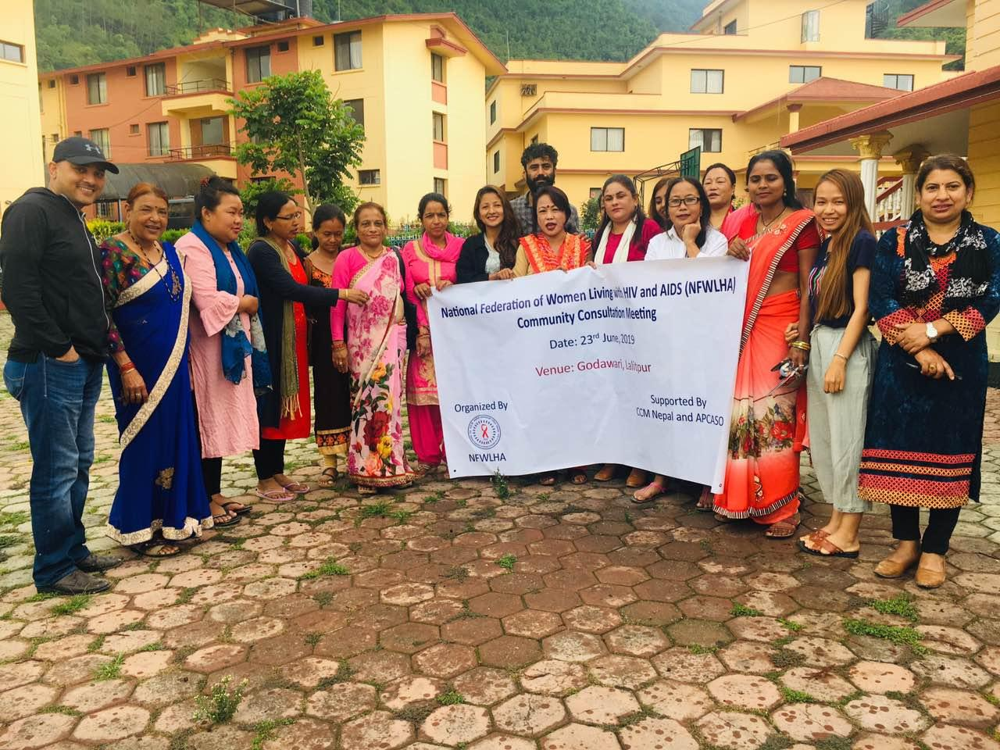 National Federation of Women Living with HIV and AIDS (NFWLHA)
Community Consultation Meeting
Date: 23rd June, 2019
Venue: Godawari, Lalitpur
Organized By
NFWLHA
Supported By
CCM Nepal and APCASO